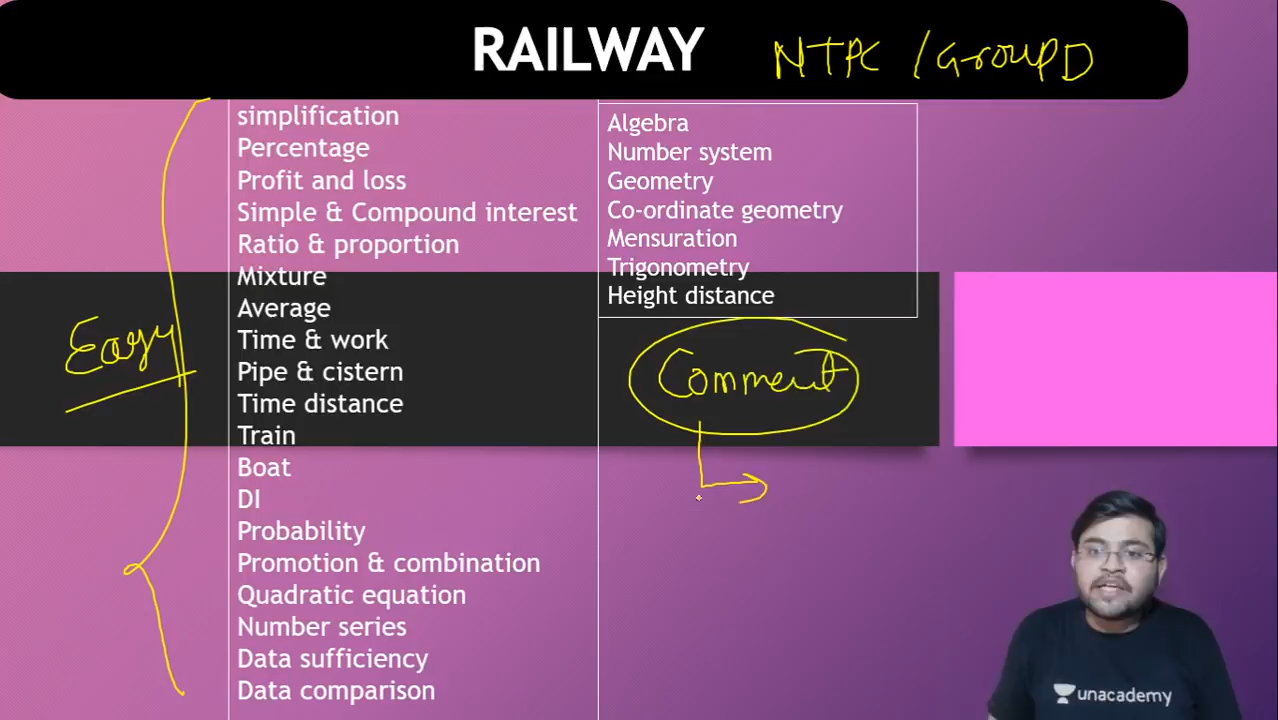 RAILWAY NTPC / Group D
simplification
Percentage
Profit and loss
Simple & Compound interest
Ratio & proportion
Mixture
Average
Time & work
Pipe & cistern
Time distance
Train
Boat
DI
Probability
Promotion & combination
Quadratic equation
Number series
Data sufficiency
Data comparison
Easy
Algebra
Number system
Geometry
Co-ordinate geometry
Mensuration
Trigonometry
Height distance
Comment
unacademy